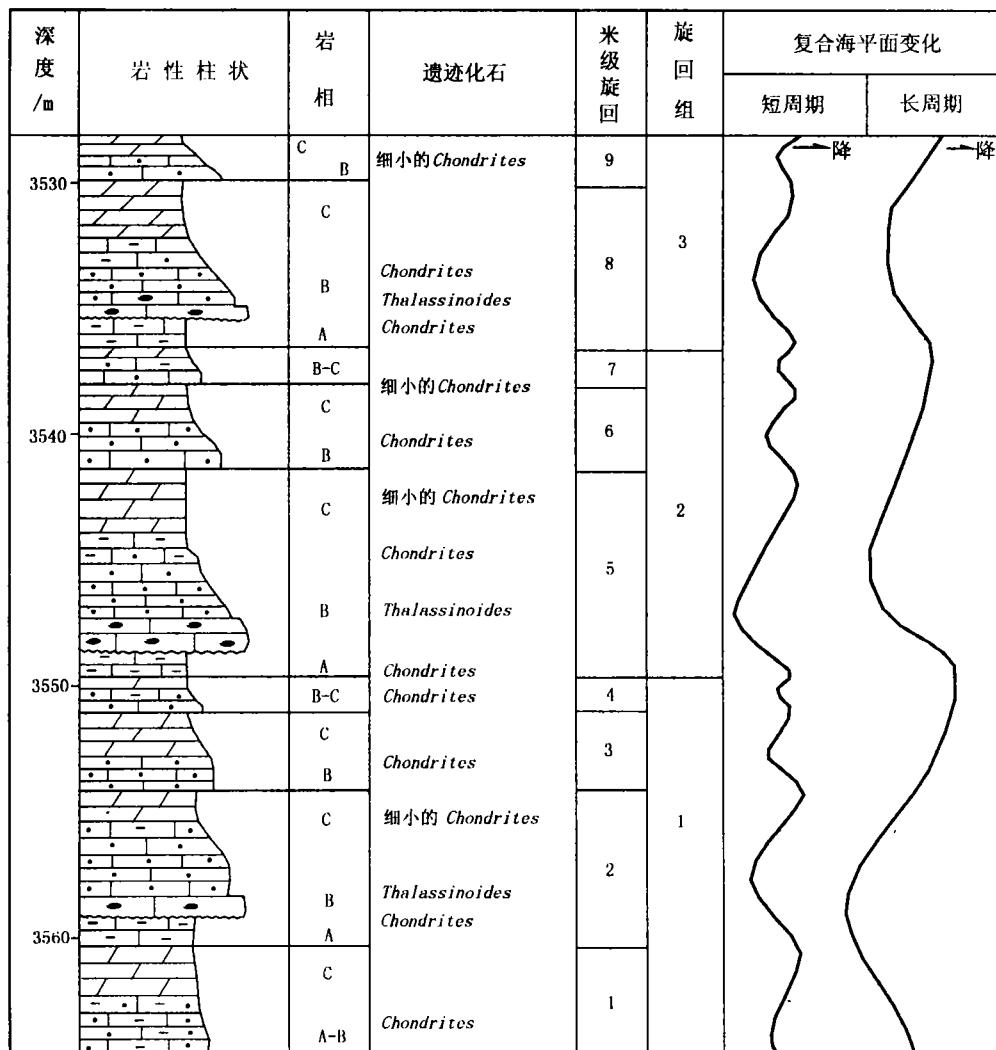 深度/m
岩性柱状
岩相
遗迹化石
米级旋回
旋回组
复合海平面变化
短周期
长周期
降
降
C
B
细小的Chondrites
9
3530
C
3
8
Chondrites
B
Thalassinoides
Chondrites
A
B-C
7
细小的Chondrites
C
6
3540
Chondrites
B
细小的 Chondrites
C
2
Chondrites
5
B
Thalassinoides
A
Chondrites
3550
B-C
Chondrites
4
C
3
Chondrites
B
C
细小的 Chondrites
1
2
Thalassinoides
B
Chondrites
3560
A
C
1
Chondrites
A-B